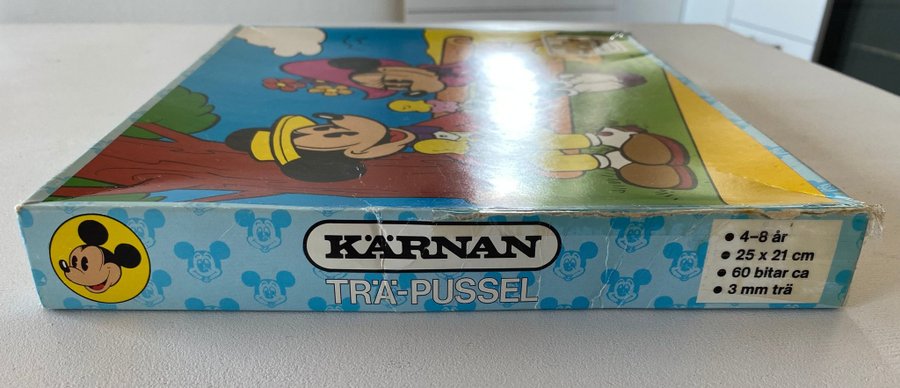 KÄRNAN
TRÄ-PUSSEL
• 4-8 år
• 25 x 21 cm
• 60 bitar ca
• 3 mm trä